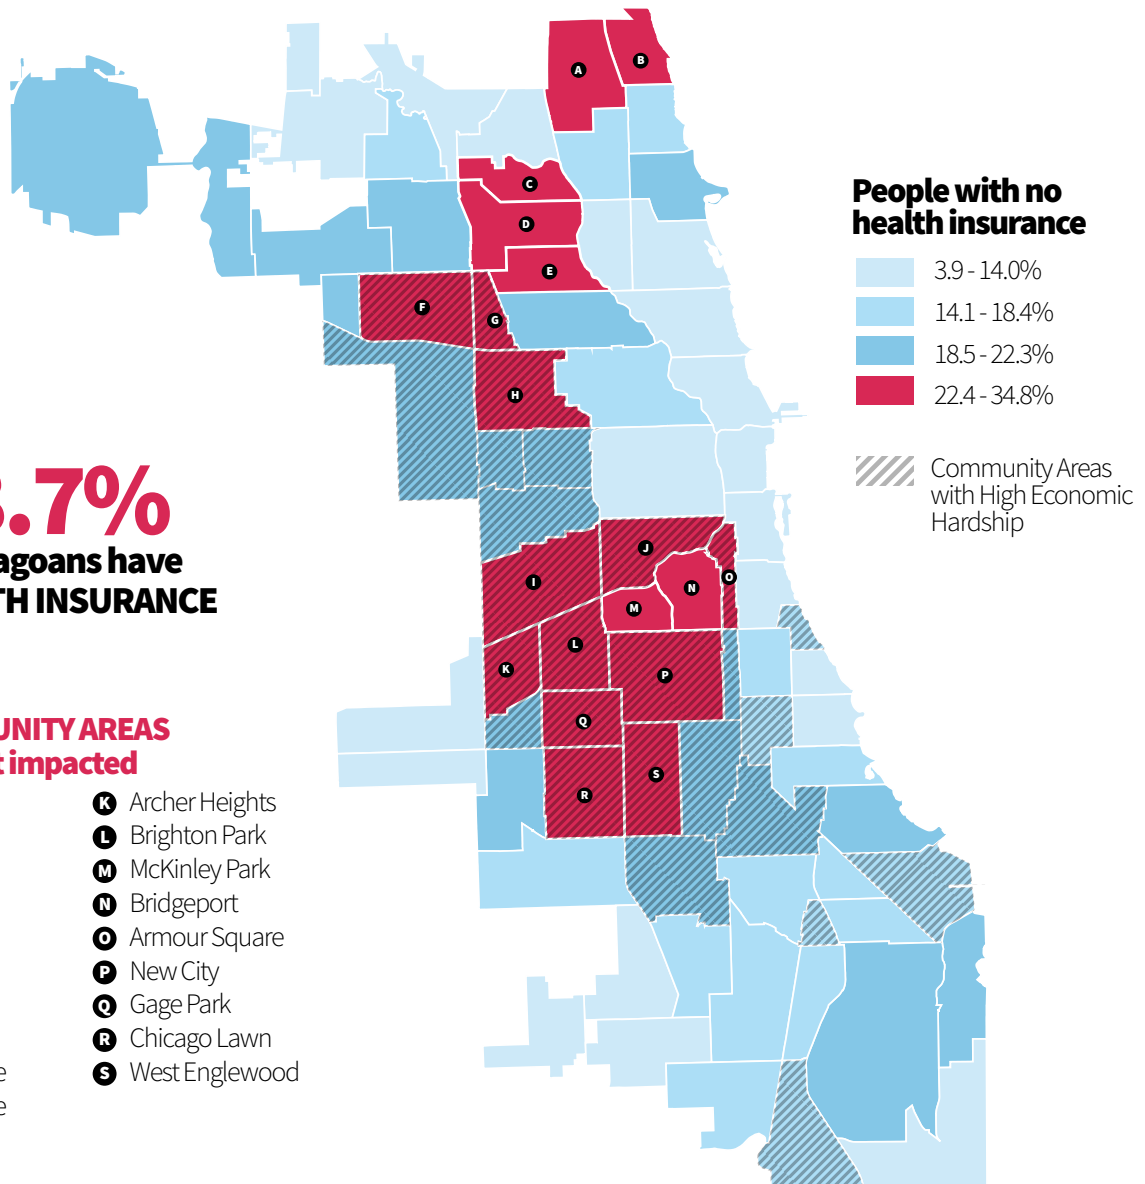 A
B
C
D
E
F
G
H
I
J
K
L
M
N
O
P
Q
R
S
People with no
health insurance
3.9 - 14.0%
14.1 - 18.4%
18.5 - 22.3%
22.4 - 34.8%
Community Areas
with High Economic
Hardship
.7%
agoans have
TH INSURANCE
UNITY AREAS
t impacted
K Archer Heights
L Brighton Park
M McKinley Park
N Bridgeport
O Armour Square
P New City
Q Gage Park
R Chicago Lawn
S West Englewood
e
e